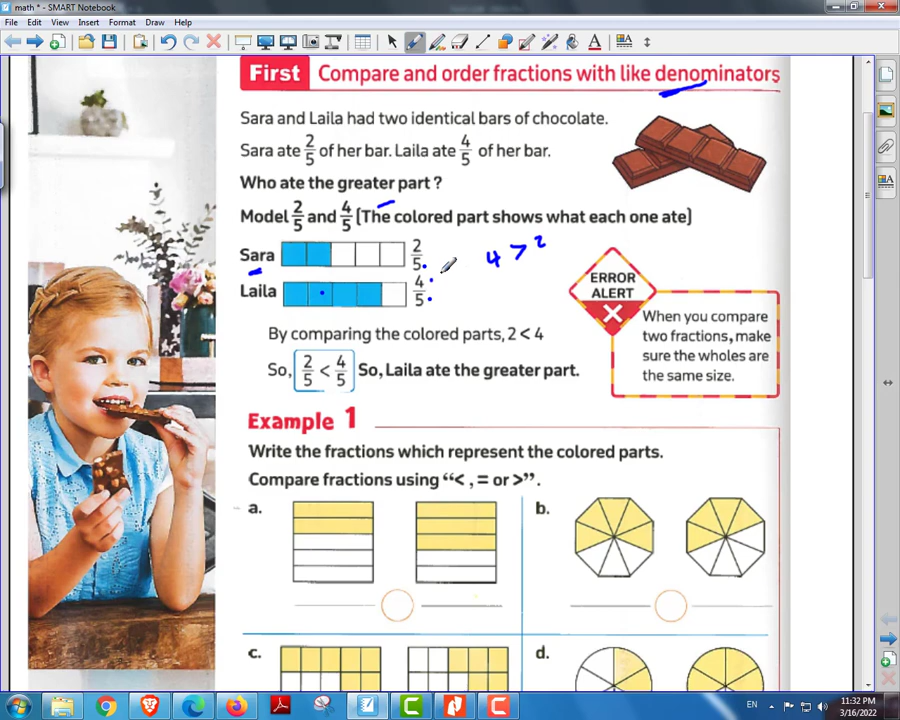 math * - SMART Notebook
File Edit View Insert Format Draw Help
First Compare and order fractions with like denominators
Sara and Laila had two identical bars of chocolate.
Sara ate 2/5 of her bar. Laila ate 4/5 of her bar.
Who ate the greater part ?
Model 2/5 and 4/5 (The colored part shows what each one ate)
Sara 2/5
4 > 2
Laila 4/5
ERROR
ALERT
When you compare
two fractions, make
sure the wholes are
the same size.
By comparing the colored parts, 2 < 4
So, 2/5 < 4/5 So, Laila ate the greater part.
Example 1
Write the fractions which represent the colored parts.
Compare fractions using "< , = or >" .
a.
b.
c.
d.
EN
11:32 PM
3/16/2022